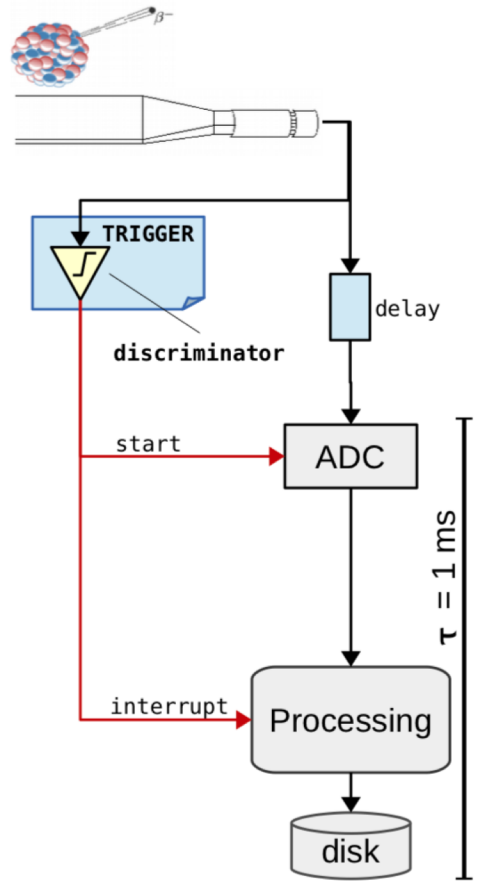 β⁻
TRIGGER
delay
discriminator
start
ADC
τ = 1 ms
interrupt
Processing
disk